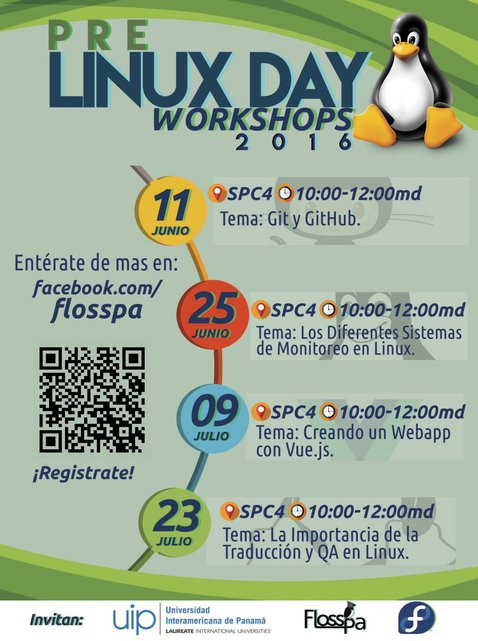 PRE
LINUX DAY
WORKSHOPS
2016
11
JUNIO
SPC4 10:00-12:00md
Tema: Git y GitHub.
Entérate de mas en:
facebook.com/
flosspa
25
JUNIO
SPC4 10:00-12:00md
Tema: Los Diferentes Sistemas
de Monitoreo en Linux.
09
JULIO
SPC4 10:00-12:00md
Tema: Creando un Webapp
con Vue.js.
¡Registrate!
23
JULIO
SPC4 10:00-12:00md
Tema: La Importancia de la
Traducción y QA en Linux.
Invitan:
uip
Universidad
Interamericana de Panamá
LAUREATE INTERNATIONAL UNIVERSITIES®
Flosspa